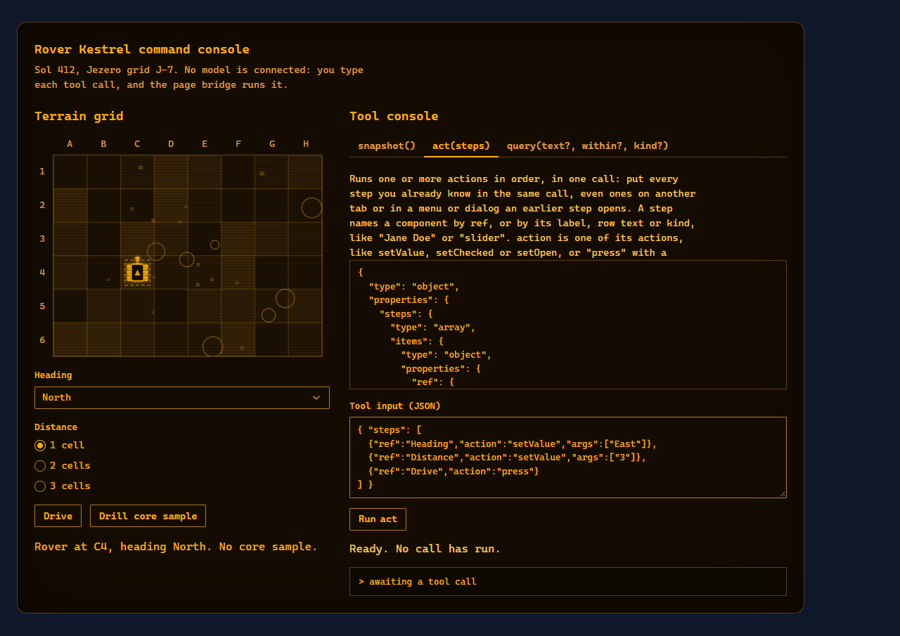 Rover Kestrel command console
Sol 412, Jezero grid J-7. No model is connected: you type
each tool call, and the page bridge runs it.
Terrain grid
A B C D E F G H
1
2
3
4
5
6
Heading
North
Distance
1 cell
2 cells
3 cells
Drive
Drill core sample
Rover at C4, heading North. No core sample.
Tool console
snapshot() act(steps) query(text?, within?, kind?)
Runs one or more actions in order, in one call: put every
step you already know in the same call, even ones on another
tab or in a menu or dialog an earlier step opens. A step
names a component by ref, or by its label, row text or kind,
like "Jane Doe" or "slider". action is one of its actions,
like setValue, setChecked or setOpen, or "press" with a
{
"type": "object",
"properties": {
"steps": {
"type": "array",
"items": {
"type": "object",
"properties": {
"ref": {
Tool input (JSON)
{ "steps": [
{"ref":"Heading","action":"setValue","args":["East"]},
{"ref":"Distance","action":"setValue","args":["3"]},
{"ref":"Drive","action":"press"}
] }
Run act
Ready. No call has run.
> awaiting a tool call